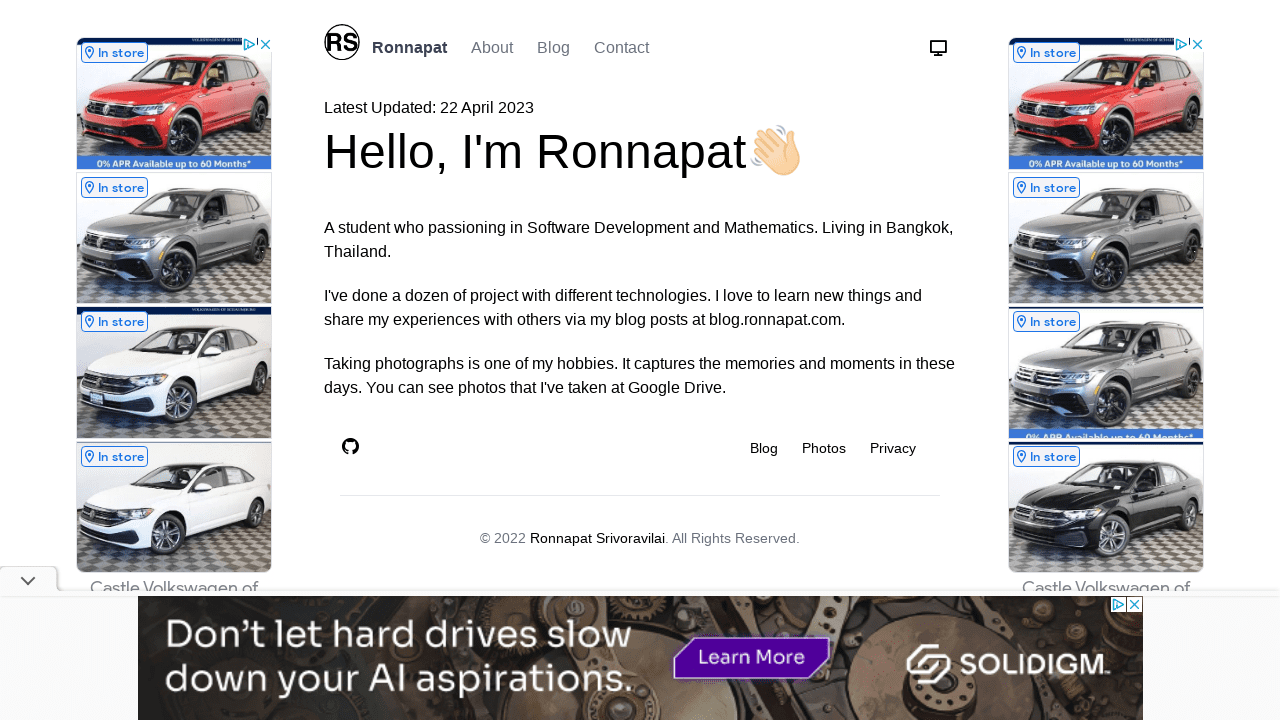 RS
Ronnapat
About
Blog
Contact
Latest Updated: 22 April 2023
Hello, I'm Ronnapat👋🏼
A student who passioning in Software Development and Mathematics. Living in Bangkok,
Thailand.
I've done a dozen of project with different technologies. I love to learn new things and
share my experiences with others via my blog posts at blog.ronnapat.com.
Taking photographs is one of my hobbies. It captures the memories and moments in these
days. You can see photos that I've taken at Google Drive.
Blog
Photos
Privacy
© 2022 Ronnapat Srivoravilai. All Rights Reserved.
In store
0% APR Available up to 60 Months*
In store
In store
In store
Castle Volkswagen of
In store
0% APR Available up to 60 Months*
In store
In store
0% APR Available up to 60 Months*
In store
Castle Volkswagen of
Don't let hard drives slow
down your AI aspirations.
Learn More
SOLIDIGM